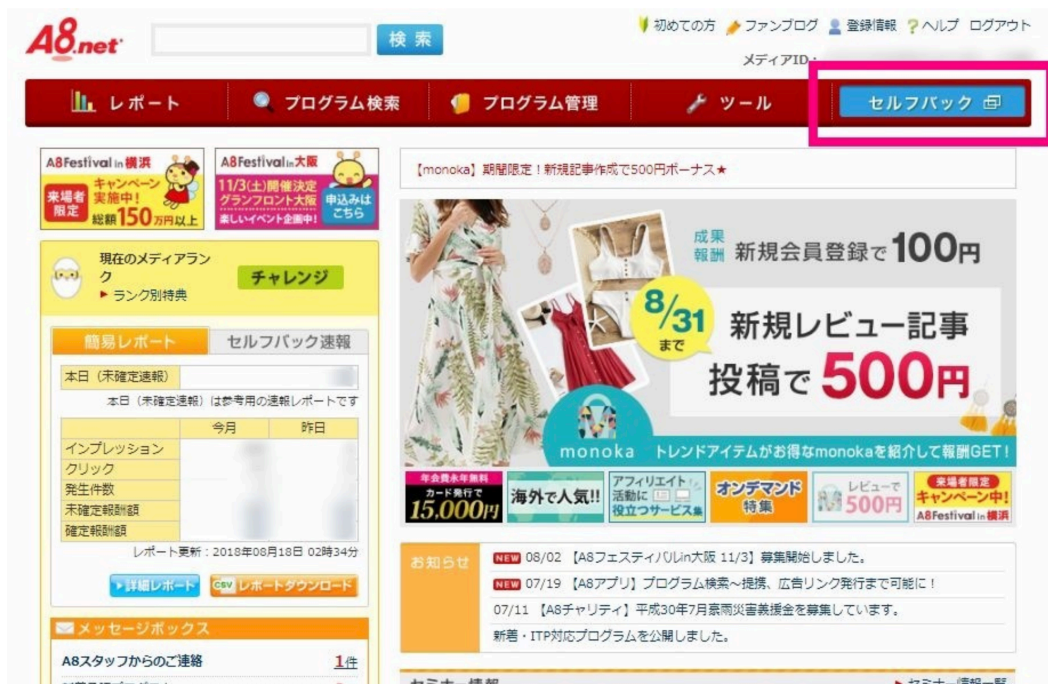 A8.net
検 索
初めての方 ファンブログ 登録情報 ヘルプ ログアウト
メディアID：
レポート プログラム検索 プログラム管理 ツール セルフバック
A8Festival in 横浜
キャンペーン
実施中!
来場者
限定
総額150万円以上
A8Festival in 大阪
11/3(土)開催決定
グランフロント大阪
楽しいイベント企画中!
申込みは
こちら
【monoka】期間限定！新規記事作成で500円ボーナス★
現在のメディアラン
ク
チャレンジ
ランク別特典
成果
報酬
新規会員登録で100円
8/31
まで
新規レビュー記事
投稿で500円
monoka トレンドアイテムがお得なmonokaを紹介して報酬GET!
簡易レポート セルフバック速報
本日（未確定速報）
本日（未確定速報）は参考用の速報レポートです
今月 昨日
インプレッション
クリック
発生件数
未確定報酬額
確定報酬額
レポート更新：2018年08月18日 02時34分
詳細レポート CSV レポートダウンロード
年会費永年無料
カード発行で
15,000円
海外で人気!!
アフィリエイト
活動に
役立つサービス集
オンデマンド
特集
レビューで
500円
来場者限定
キャンペーン中!
A8Festival in 横浜
お知らせ
NEW 08/02 【A8フェスティバルin大阪 11/3】募集開始しました。
NEW 07/19 【A8アプリ】プログラム検索～提携、広告リンク発行まで可能に！
07/11 【A8チャリティ】平成30年7月豪雨災害義援金を募集しています。
新着・ITP対応プログラムを公開しました。
メッセージボックス
A8スタッフからのご連絡 1件
セミナー情報 セミナー情報一覧